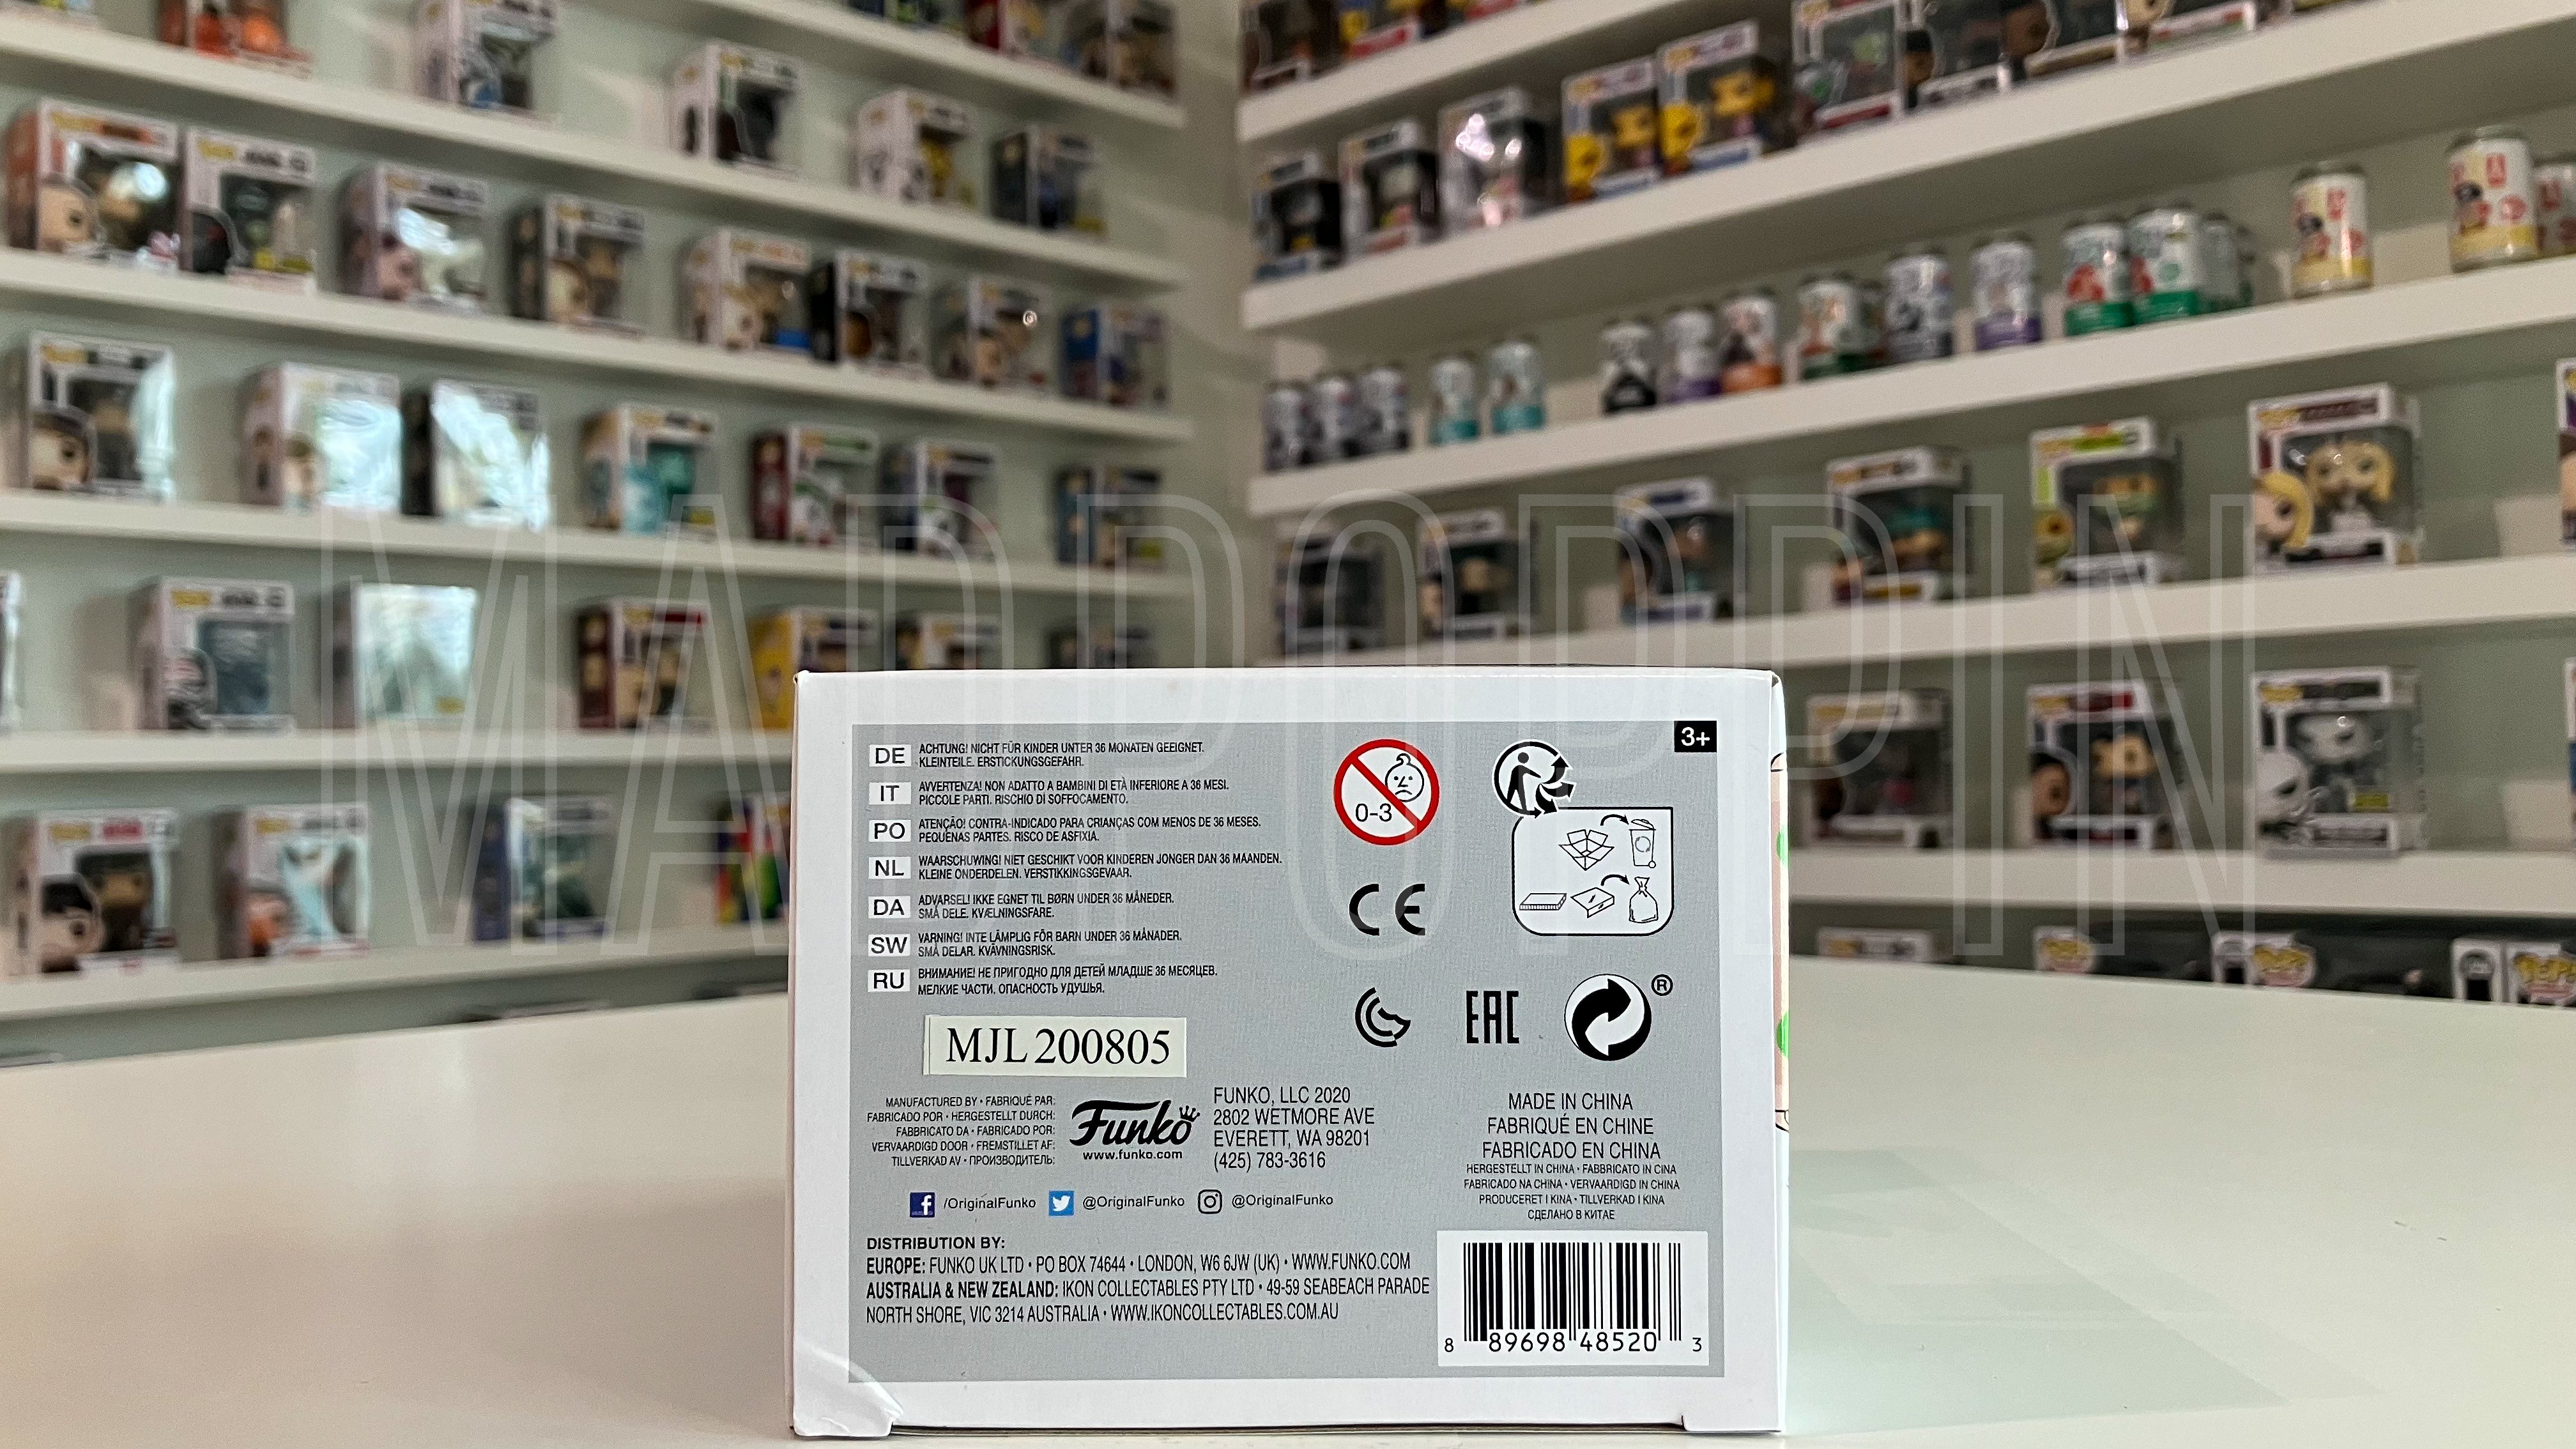 MADPOPPIN
3+
DE ACHTUNG! NICHT FÜR KINDER UNTER 36 MONATEN GEEIGNET.
KLEINTEILE. ERSTICKUNGSGEFAHR.
IT AVVERTENZA! NON ADATTO A BAMBINI DI ETÀ INFERIORE A 36 MESI.
PICCOLE PARTI. RISCHIO DI SOFFOCAMENTO.
PO ATENÇÃO! CONTRA-INDICADO PARA CRIANÇAS COM MENOS DE 36 MESES.
PEQUENAS PARTES. RISCO DE ASFIXIA.
NL WAARSCHUWING! NIET GESCHIKT VOOR KINDEREN JONGER DAN 36 MAANDEN.
KLEINE ONDERDELEN. VERSTIKKINGSGEVAAR.
DA ADVARSEL! IKKE EGNET TIL BØRN UNDER 36 MÅNEDER.
SMÅ DELE. KVÆLNINGSFARE.
SW VARNING! INTE LÄMPLIG FÖR BARN UNDER 36 MÅNADER.
SMÅ DELAR. KVÄVNINGSRISK.
RU ВНИМАНИЕ! НЕ ПРИГОДНО ДЛЯ ДЕТЕЙ МЛАДШЕ 36 МЕСЯЦЕВ.
МЕЛКИЕ ЧАСТИ. ОПАСНОСТЬ УДУШЬЯ.
0-3
CE
EAC
®
MJL 200805
MANUFACTURED BY • FABRIQUÉ PAR:
FABRICADO POR • HERGESTELLT DURCH:
FABBRICATO DA • FABRICADO POR:
VERVAARDIGD DOOR • FREMSTILLET AF:
TILLVERKAD AV • ПРОИЗВОДИТЕЛЬ:
Funko
www.funko.com
FUNKO, LLC 2020
2802 WETMORE AVE
EVERETT, WA 98201
(425) 783-3616
MADE IN CHINA
FABRIQUÉ EN CHINE
FABRICADO EN CHINA
HERGESTELLT IN CHINA • FABBRICATO IN CINA
FABRICADO NA CHINA • VERVAARDIGD IN CHINA
PRODUCERET I KINA • TILLVERKAD I KINA
СДЕЛАНО В КИТАЕ
/OriginalFunko @OriginalFunko @OriginalFunko
DISTRIBUTION BY:
EUROPE: FUNKO UK LTD • PO BOX 74644 • LONDON, W6 6JW (UK) • WWW.FUNKO.COM
AUSTRALIA & NEW ZEALAND: IKON COLLECTABLES PTY LTD • 49-59 SEABEACH PARADE
NORTH SHORE, VIC 3214 AUSTRALIA • WWW.IKONCOLLECTABLES.COM.AU
8 89698 48520 3